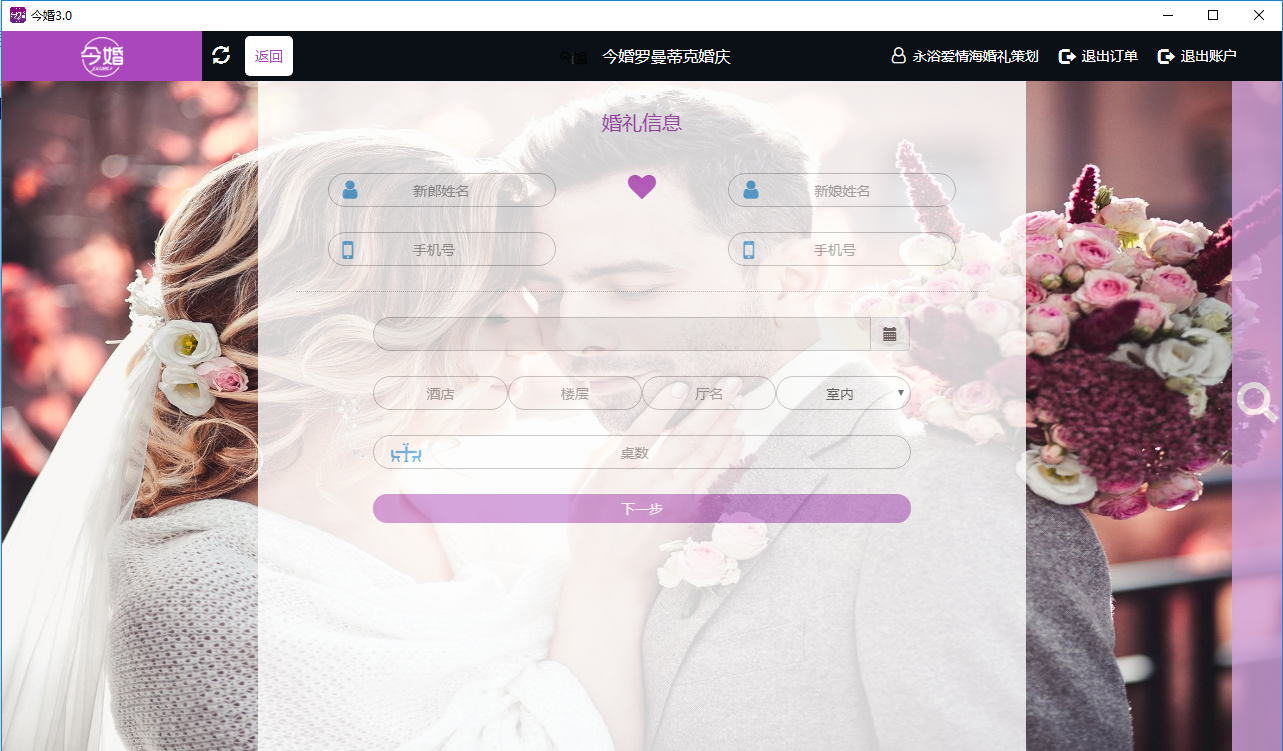 今婚3.0
今婚
返回
今婚罗曼蒂克婚庆
永浴爱情海婚礼策划
退出订单
退出账户
婚礼信息
新郎姓名
新娘姓名
手机号
手机号
酒店
楼层
厅名
室内
桌数
下一步